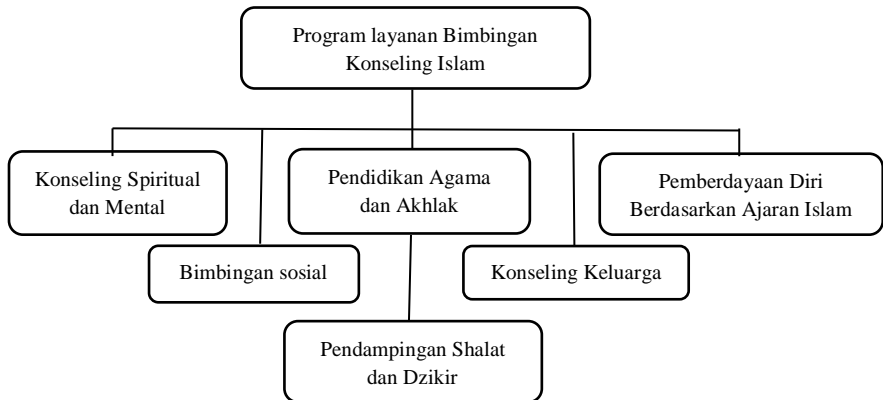 Program layanan Bimbingan
Konseling Islam
Konseling Spiritual
dan Mental
Pendidikan Agama
dan Akhlak
Pemberdayaan Diri
Berdasarkan Ajaran Islam
Bimbingan sosial
Konseling Keluarga
Pendampingan Shalat
dan Dzikir